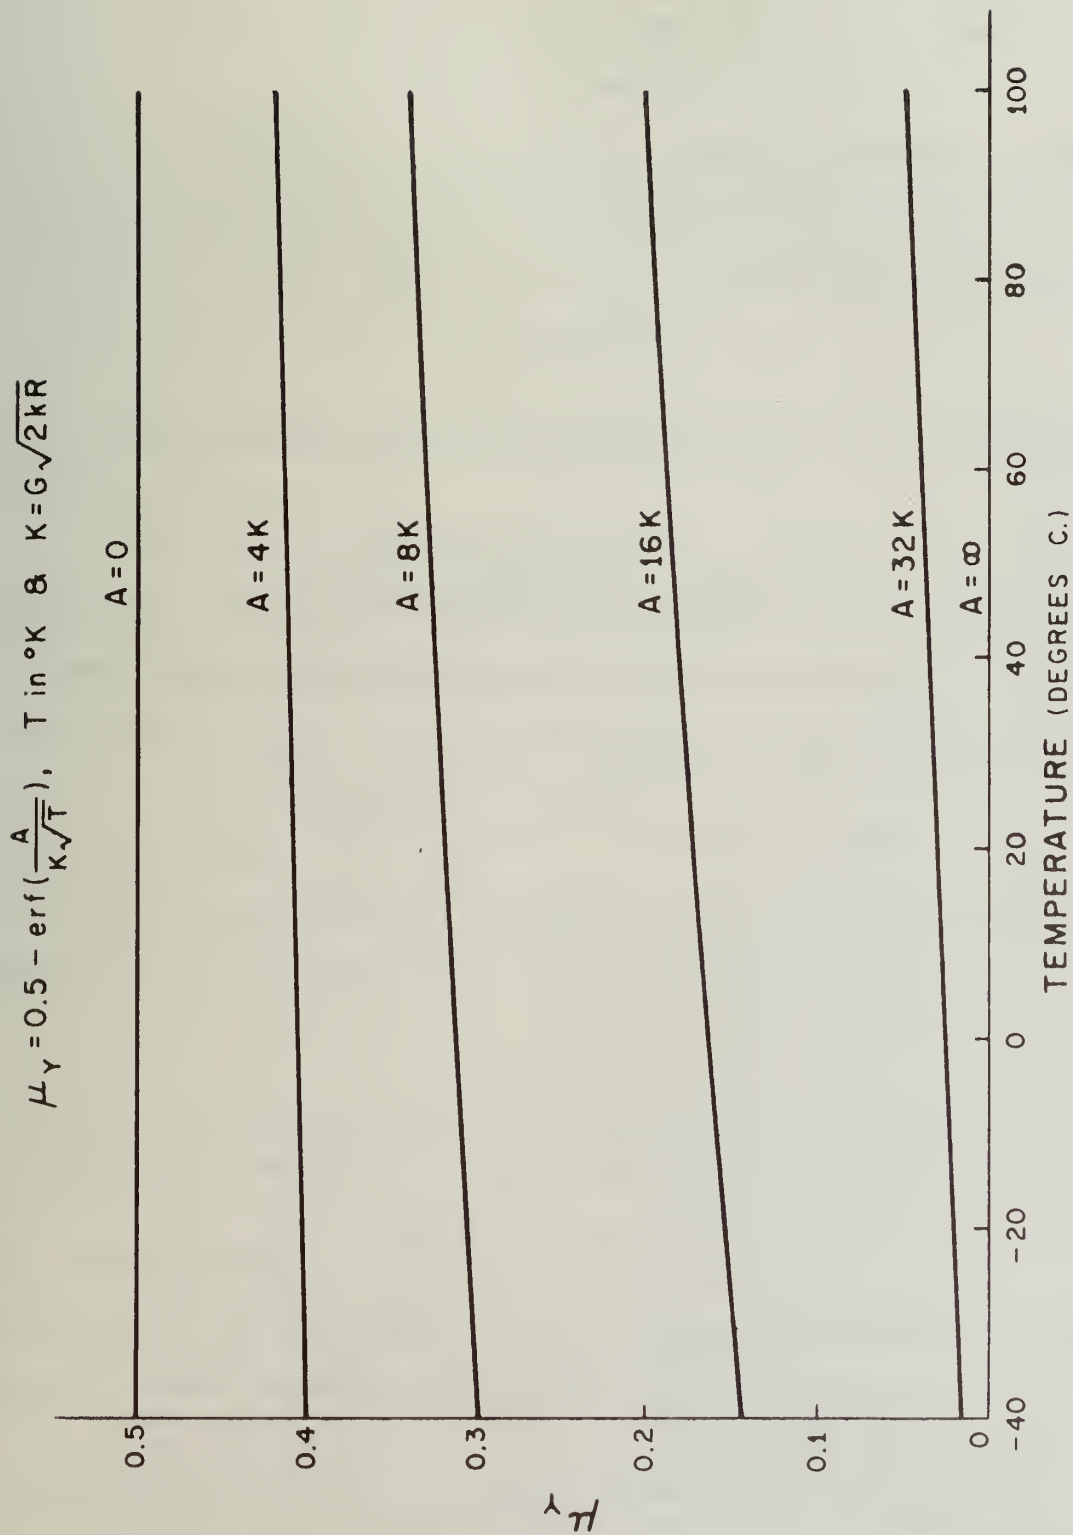 μY = 0.5 − erf(A/K√T), T in °K & K = G√2kR
A = 0
A = 4K
A = 8K
A = 16K
A = 32K
A = ∞
0.5
0.4
0.3
0.2
0.1
0
μY
−40
−20
0
20
40
60
80
100
TEMPERATURE (DEGREES C.)